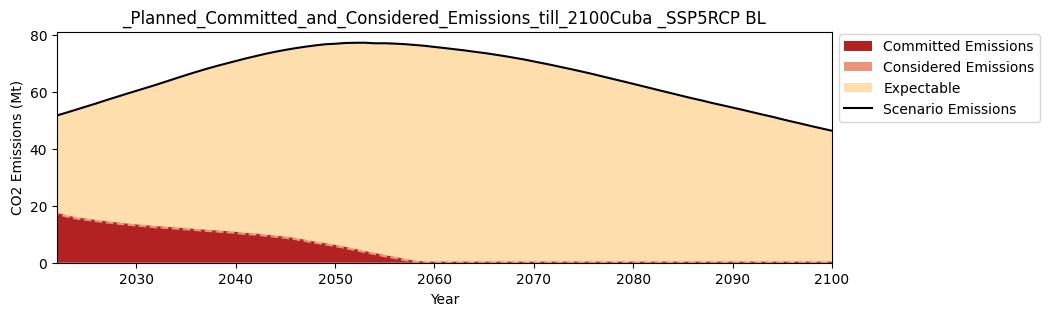 _Planned_Committed_and_Considered_Emissions_till_2100Cuba _SSP5RCP BL
CO2 Emissions (Mt)
80
60
40
20
0
2030 2040 2050 2060 2070 2080 2090 2100
Year
Committed Emissions
Considered Emissions
Expectable
Scenario Emissions